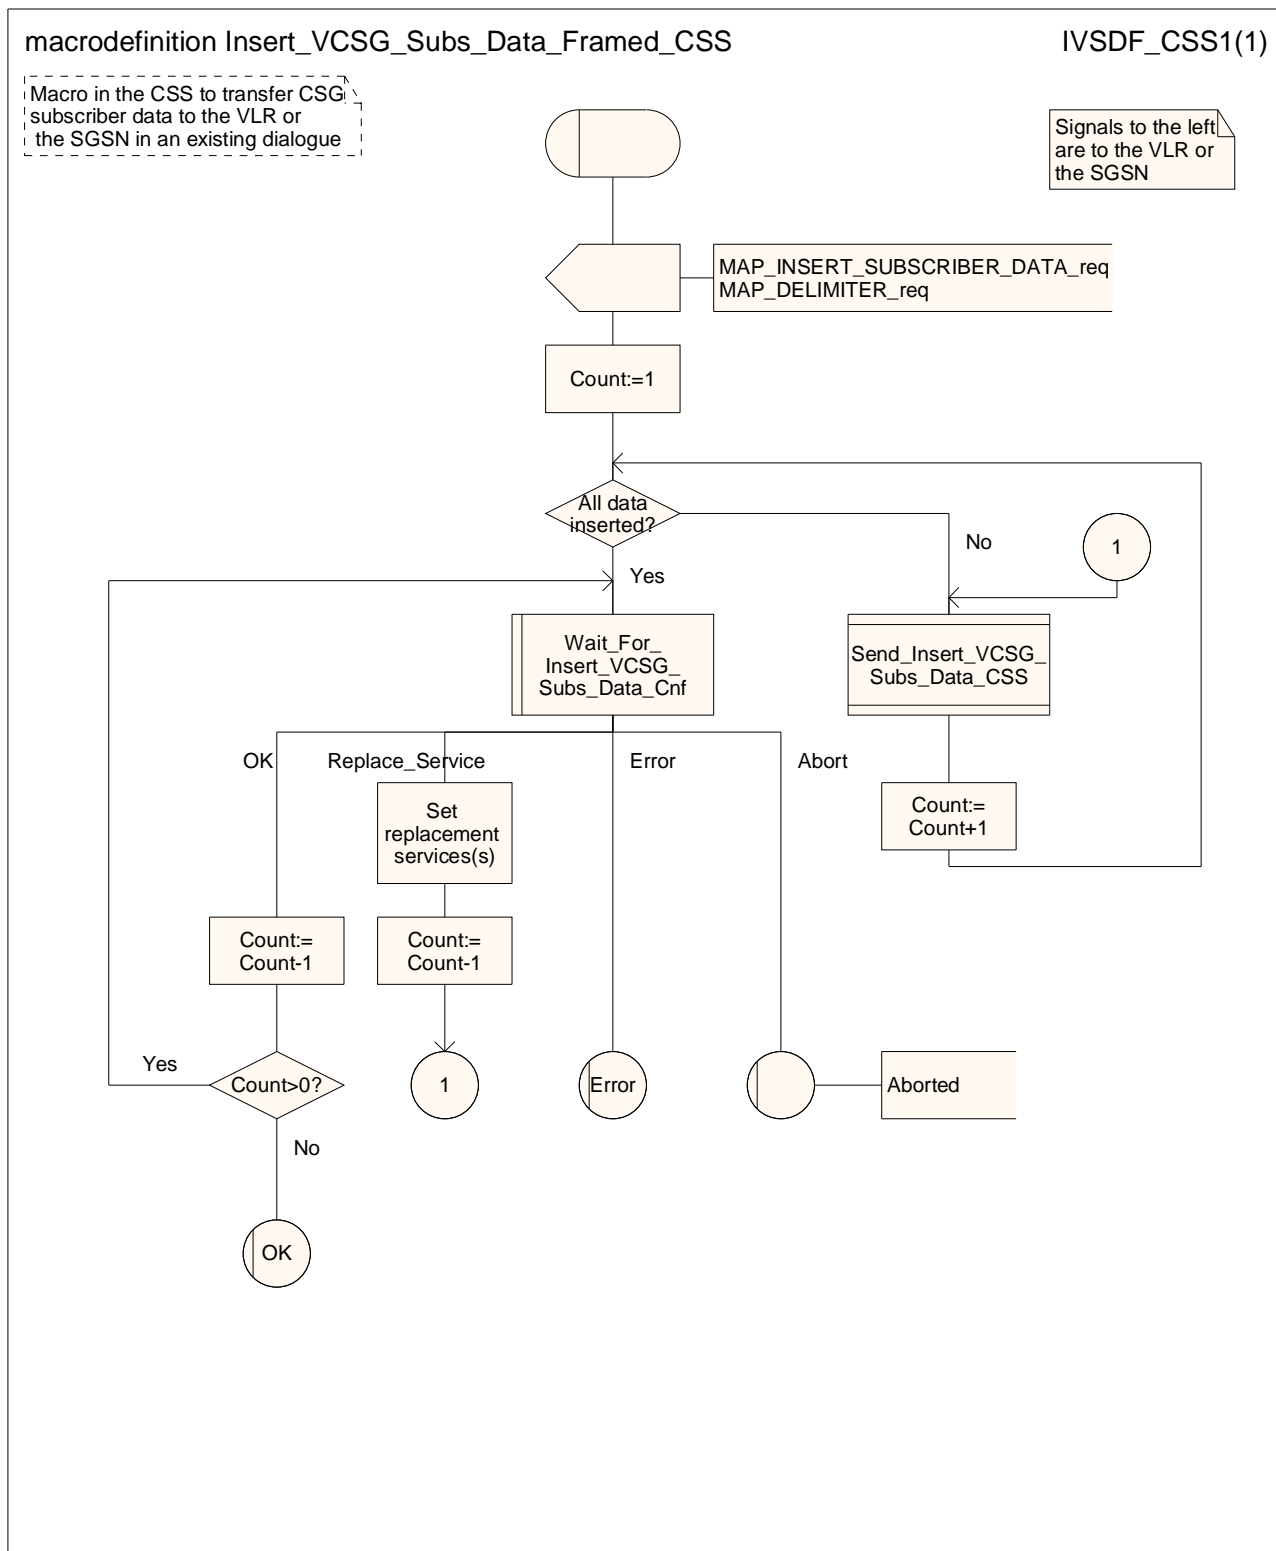 macrodefinition Insert_VCSG_Subs_Data_Framed_CSS
IVSDF_CSS1(1)
Macro in the CSS to transfer CSG
subscriber data to the VLR or
the SGSN in an existing dialogue
Signals to the left
are to the VLR or
the SGSN
MAP_INSERT_SUBSCRIBER_DATA_req
MAP_DELIMITER_req
Count:=1
All data
inserted?
No
1
Yes
Wait_For_
Insert_VCSG_
Subs_Data_Cnf
Send_Insert_VCSG_
Subs_Data_CSS
OK
Replace_Service
Error
Abort
Set
replacement
services(s)
Count:=
Count+1
Count:=
Count-1
Count:=
Count-1
Yes
Count>0?
1
Error
Aborted
No
OK